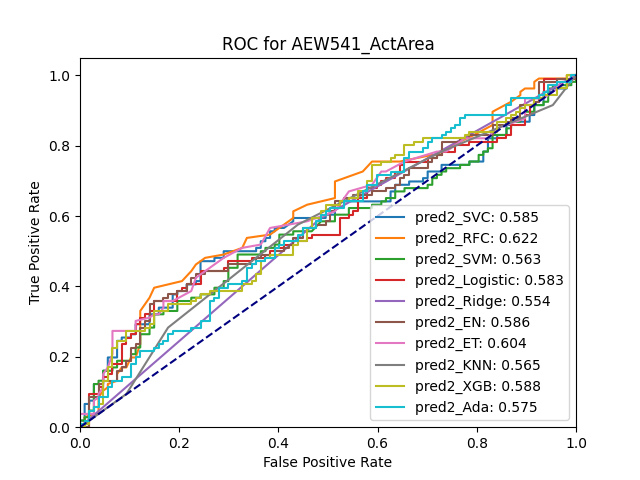 ROC for AEW541_ActArea
True Positive Rate
1.0
0.8
0.6
0.4
0.2
0.0
pred2_SVC: 0.585
pred2_RFC: 0.622
pred2_SVM: 0.563
pred2_Logistic: 0.583
pred2_Ridge: 0.554
pred2_EN: 0.586
pred2_ET: 0.604
pred2_KNN: 0.565
pred2_XGB: 0.588
pred2_Ada: 0.575
0.0 0.2 0.4 0.6 0.8 1.0
False Positive Rate